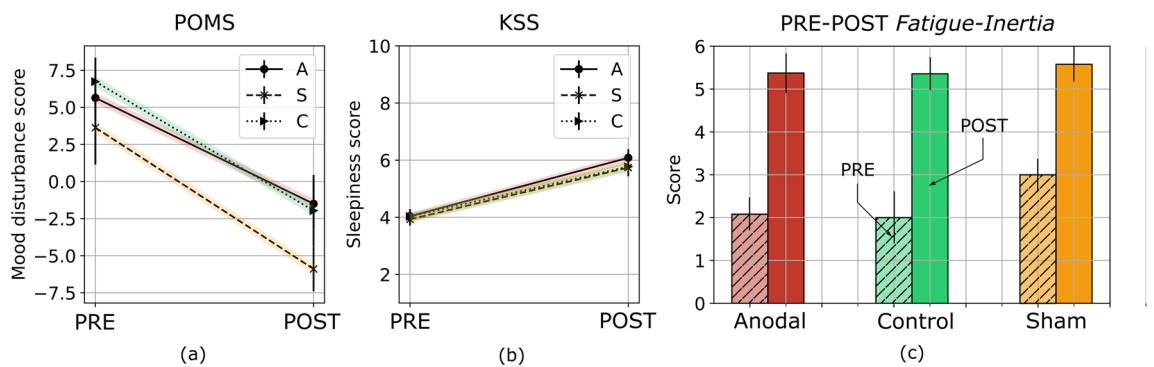 POMS
Mood disturbance score
7.5
5.0
2.5
0.0
−2.5
−5.0
−7.5
A
S
C
PRE
POST
(a)
KSS
Sleepiness score
10
8
6
4
2
A
S
C
PRE
POST
(b)
PRE-POST Fatigue-Inertia
Score
6
5
4
3
2
1
0
PRE
POST
Anodal
Control
Sham
(c)